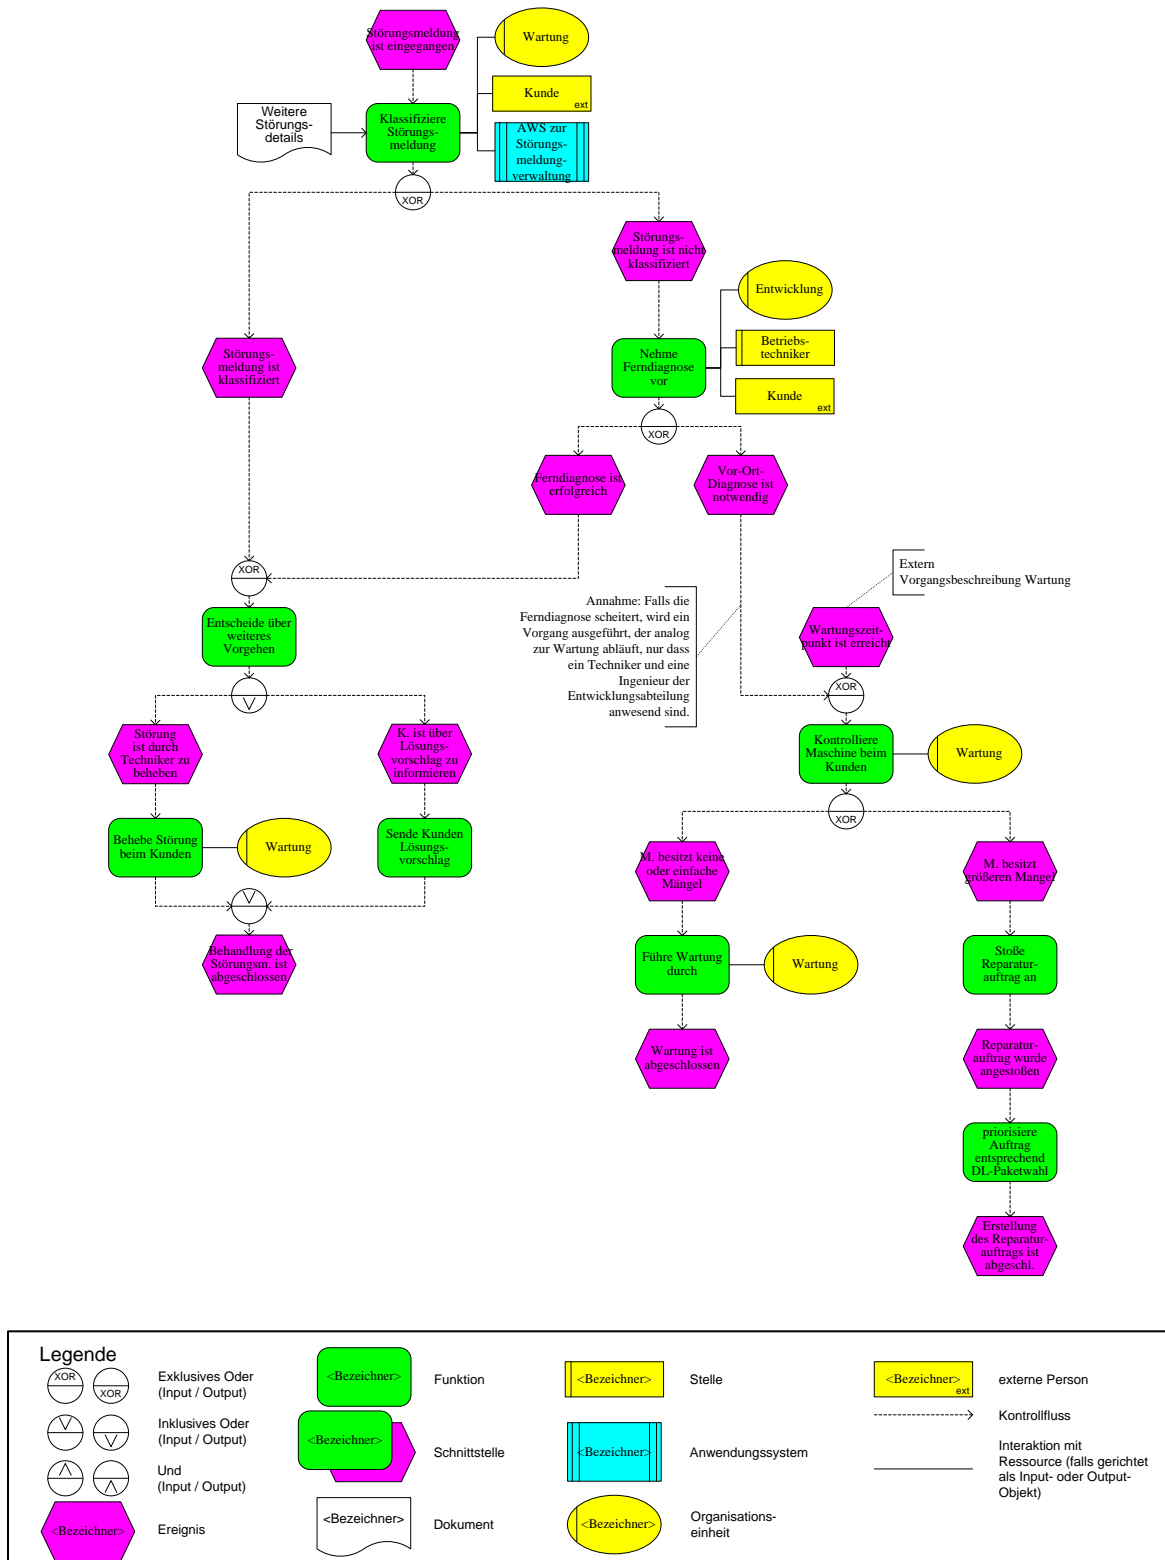 Störungsmeldung
ist eingegangen
Wartung
Kunde
ext
Weitere
Störungs-
details
Klassifiziere
Störungs-
meldung
AWS zur
Störungs-
meldung-
verwaltung
XOR
Störungs-
meldung ist nicht
klassifiziert
Entwicklung
Störungs-
meldung ist
klassifiziert
Nehme
Ferndiagnose
vor
Betriebs-
techniker
Kunde
ext
XOR
Ferndiagnose ist
erfolgreich
Vor-Ort-
Diagnose ist
notwendig
Extern
Vorgangsbeschreibung Wartung
XOR
Annahme: Falls die
Ferndiagnose scheitert, wird ein
Vorgang ausgeführt, der analog
zur Wartung abläuft, nur dass
ein Techniker und eine
Ingenieur der
Entwicklungsabteilung
anwesend sind.
Wartungszeit-
punkt ist erreicht
Entscheide über
weiteres
Vorgehen
XOR
Störung
ist durch
Techniker zu
beheben
K. ist über
Lösungs-
vorschlag zu
informieren
Kontrolliere
Maschine beim
Kunden
Wartung
XOR
Behebe Störung
beim Kunden
Wartung
Sende Kunden
Lösungs-
vorschlag
M. besitzt keine
oder einfache
Mängel
M. besitzt
größeren Mangel
Behandlung der
Störungsm. ist
abgeschlossen
Führe Wartung
durch
Wartung
Stoße
Reparatur-
auftrag an
Wartung ist
abgeschlossen
Reparatur-
auftrag wurde
angestoßen
priorisiere
Auftrag
entsprechend
DL-Paketwahl
Erstellung
des Reparatur-
auftrags ist
abgeschl.
Legende
XOR
XOR
Exklusives Oder
(Input / Output)
<Bezeichner>
Funktion
<Bezeichner>
Stelle
<Bezeichner>
ext
externe Person
Kontrollfluss
Inklusives Oder
(Input / Output)
<Bezeichner>
Schnittstelle
<Bezeichner>
Anwendungssystem
Interaktion mit
Ressource (falls gerichtet
als Input- oder Output-
Objekt)
Und
(Input / Output)
<Bezeichner>
Ereignis
<Bezeichner>
Dokument
<Bezeichner>
Organisations-
einheit